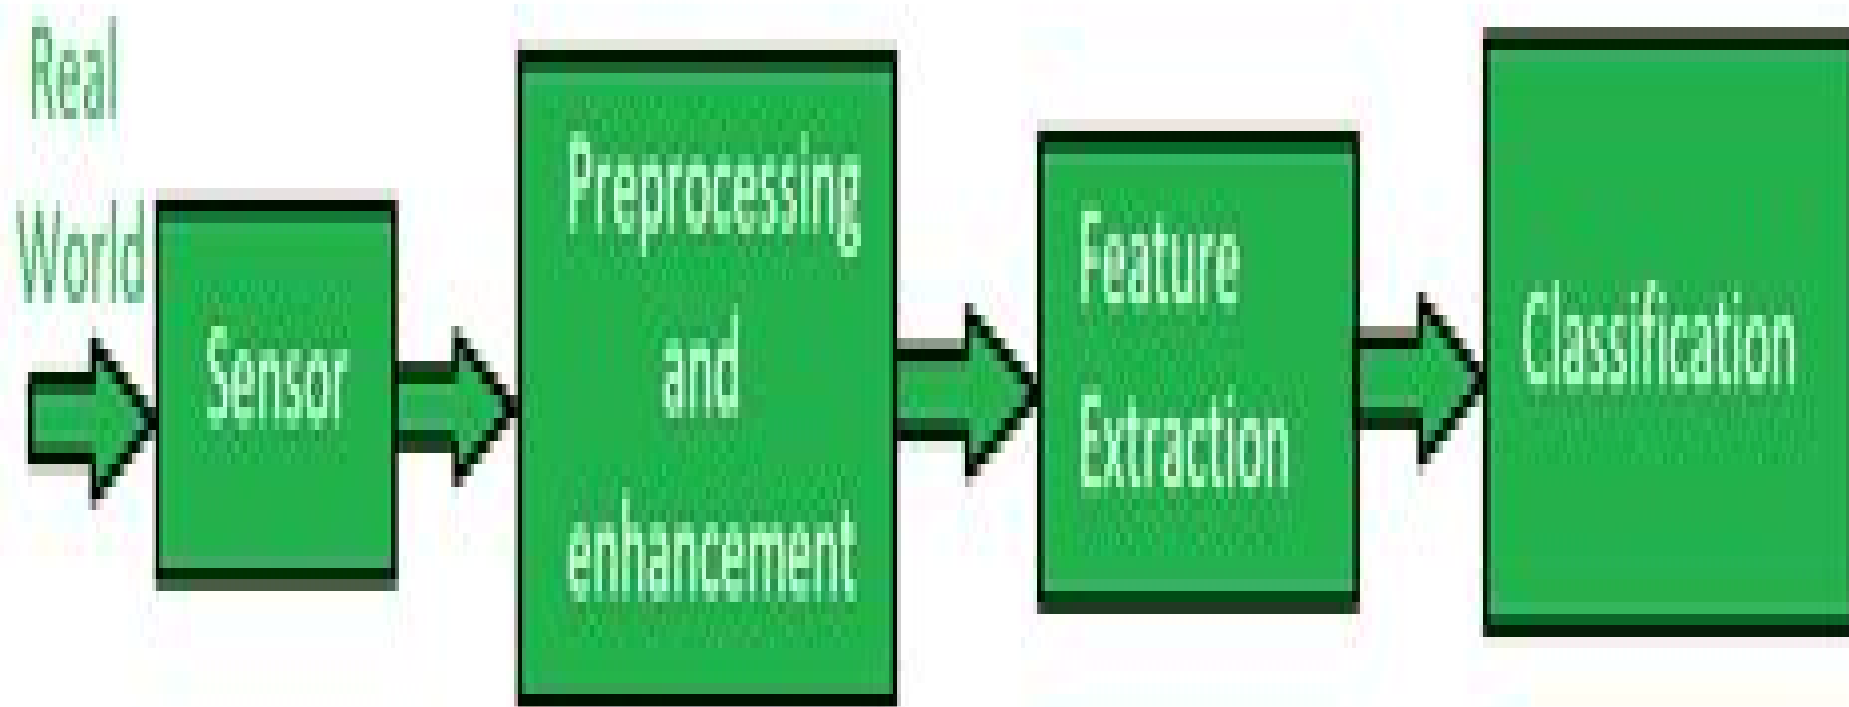 Real
World
Sensor
Preprocessing
and
enhancement
Feature
Extraction
Classification